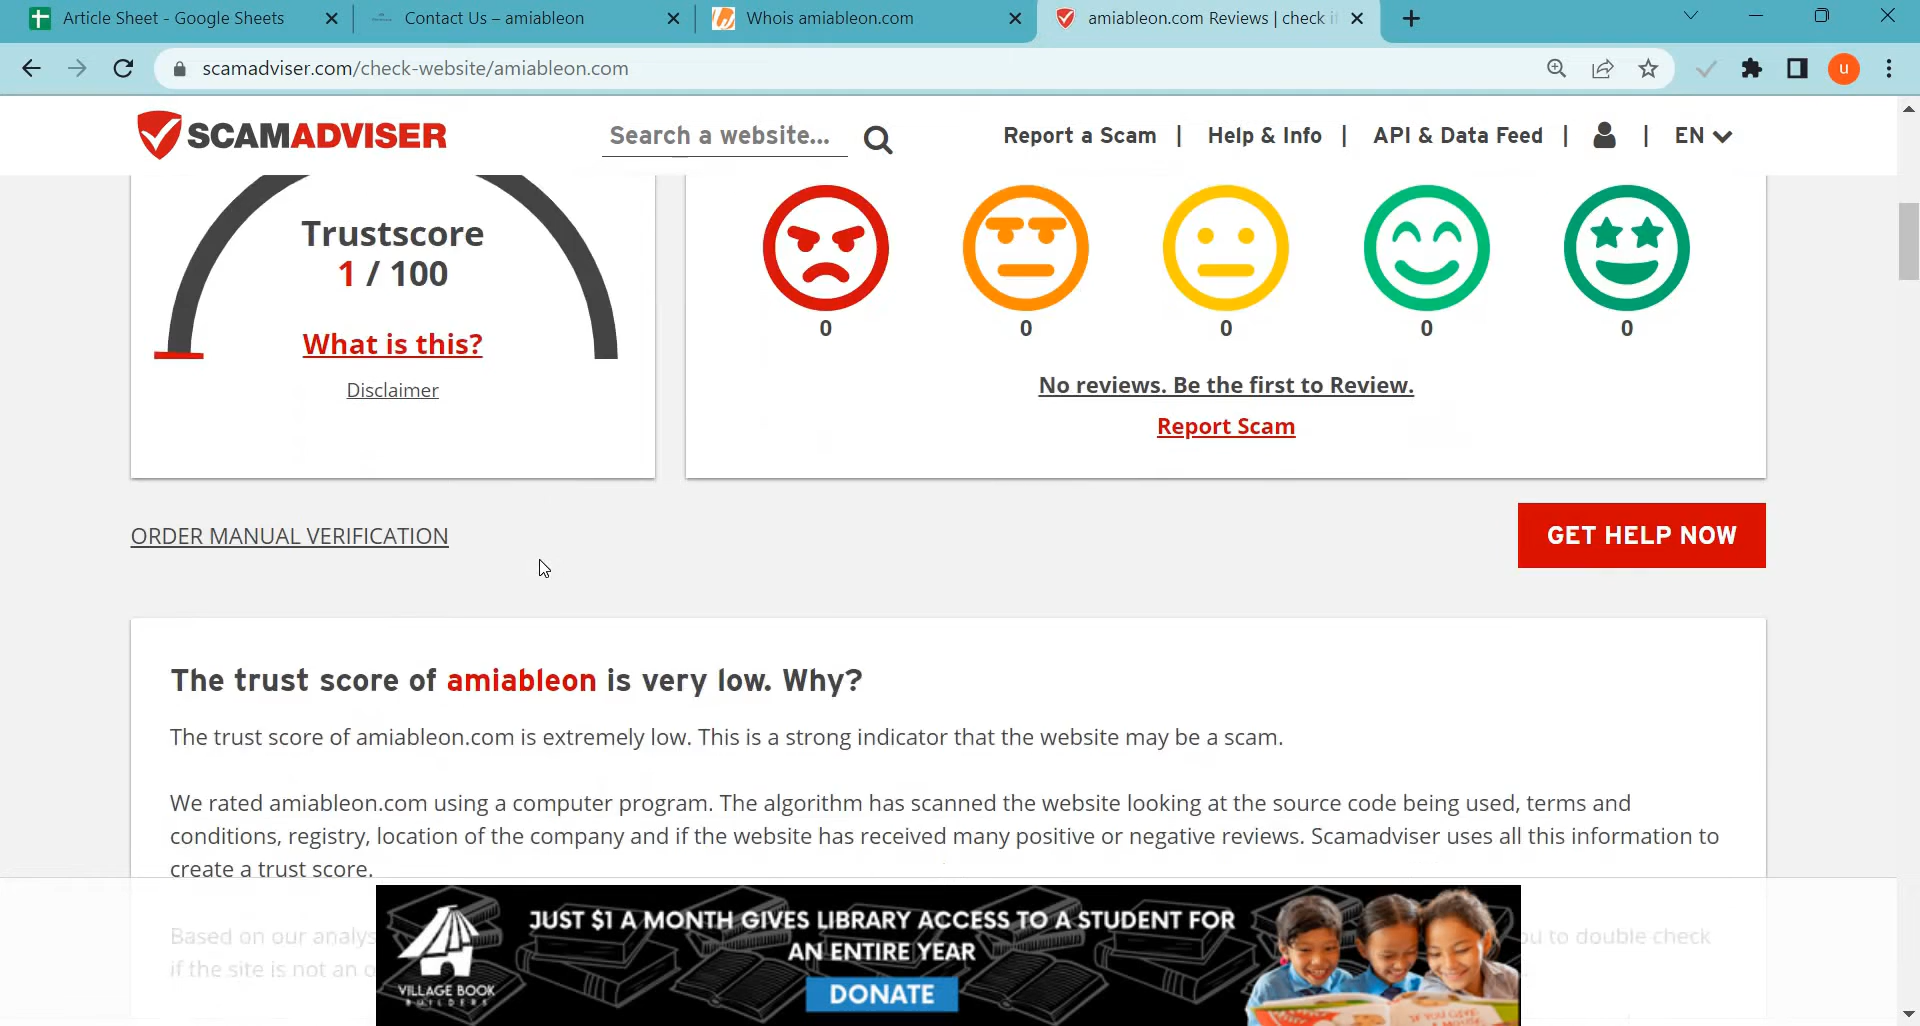 Article Sheet - Google Sheets
Contact Us – amiableon
Whois amiableon.com
amiableon.com Reviews | check i
scamadviser.com/check-website/amiableon.com
u
SCAMADVISER
Search a website...
Report a Scam | Help & Info | API & Data Feed | | EN
Trustscore
1 / 100
What is this?
Disclaimer
0 0 0 0 0
No reviews. Be the first to Review.
Report Scam
ORDER MANUAL VERIFICATION
GET HELP NOW
The trust score of amiableon is very low. Why?
The trust score of amiableon.com is extremely low. This is a strong indicator that the website may be a scam.
We rated amiableon.com using a computer program. The algorithm has scanned the website looking at the source code being used, terms and
conditions, registry, location of the company and if the website has received many positive or negative reviews. Scamadviser uses all this information to
create a trust score.
Based on our analys
u to double check
if the site is not an
JUST $1 A MONTH GIVES LIBRARY ACCESS TO A STUDENT FOR
AN ENTIRE YEAR
DONATE
VILLAGE BOOK
BUILDERS
IF YOU GIVE